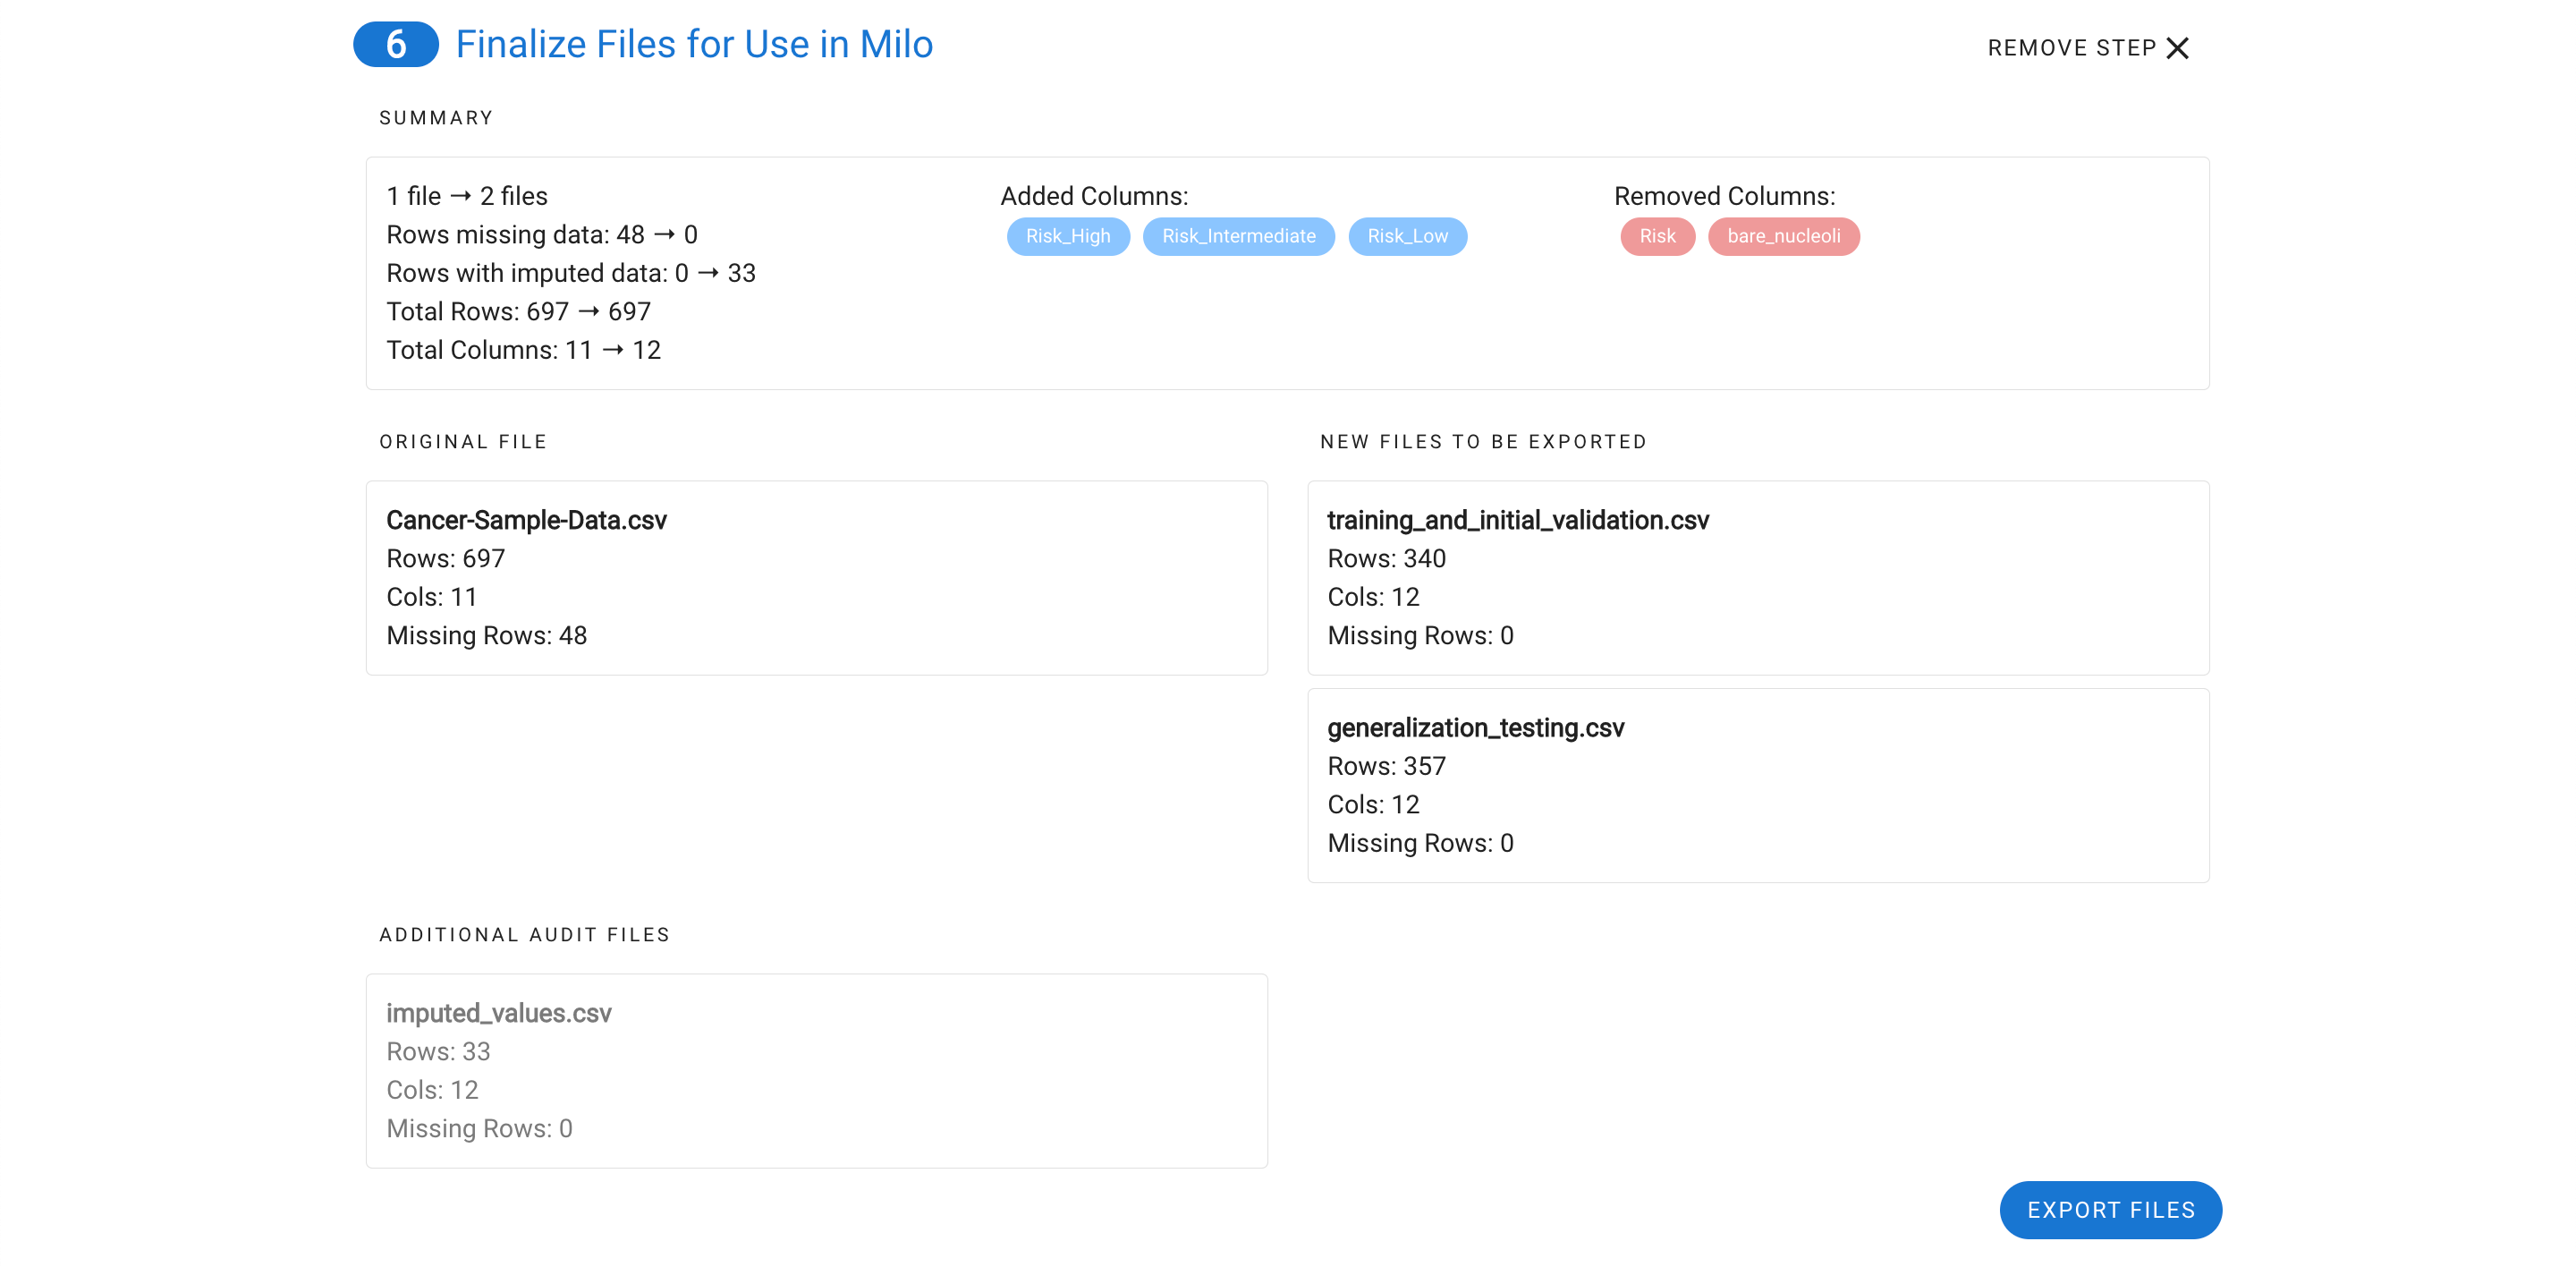 6 Finalize Files for Use in Milo
REMOVE STEP
SUMMARY
1 file → 2 files
Rows missing data: 48 → 0
Rows with imputed data: 0 → 33
Total Rows: 697 → 697
Total Columns: 11 → 12
Added Columns:
Risk_High Risk_Intermediate Risk_Low
Removed Columns:
Risk bare_nucleoli
ORIGINAL FILE
Cancer-Sample-Data.csv
Rows: 697
Cols: 11
Missing Rows: 48
NEW FILES TO BE EXPORTED
training_and_initial_validation.csv
Rows: 340
Cols: 12
Missing Rows: 0
generalization_testing.csv
Rows: 357
Cols: 12
Missing Rows: 0
ADDITIONAL AUDIT FILES
imputed_values.csv
Rows: 33
Cols: 12
Missing Rows: 0
EXPORT FILES